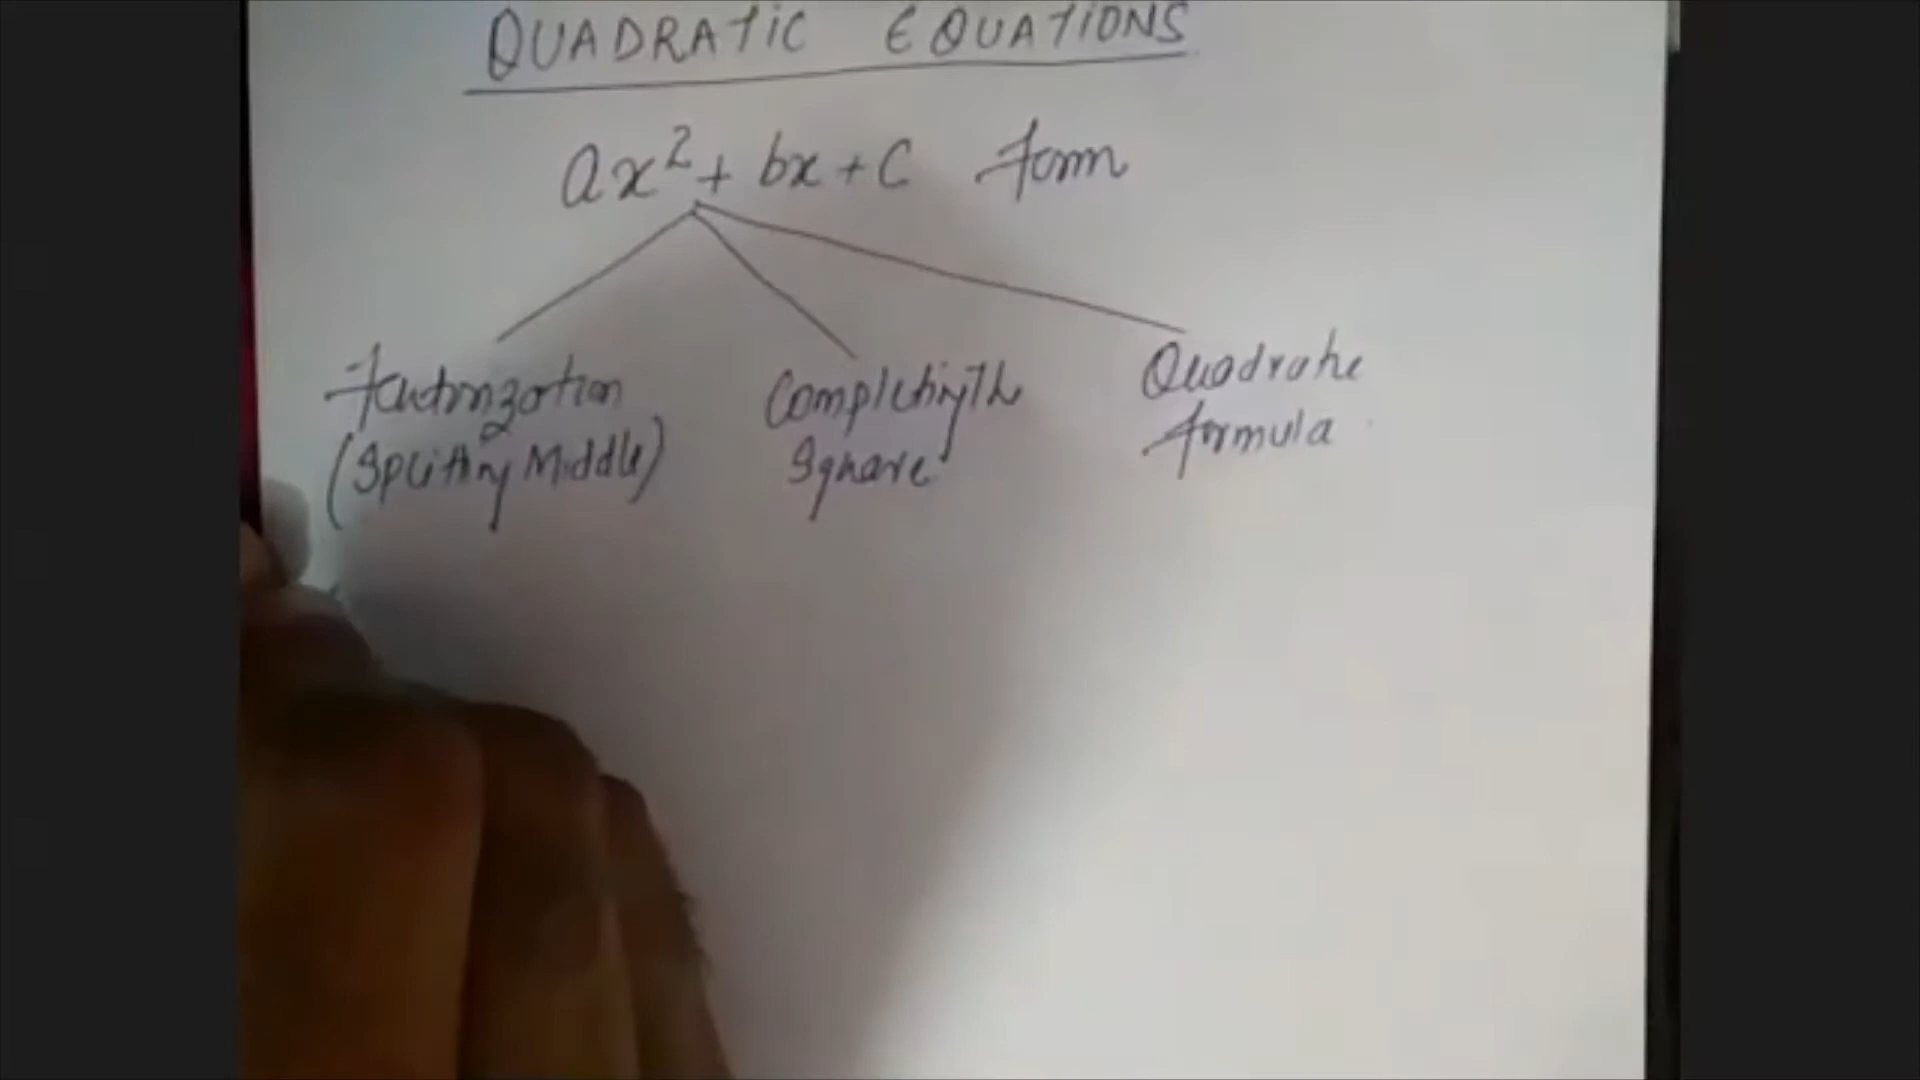 QUADRATIC EQUATIONS
ax² + bx + c form
Factorization Completing the Quadratic
(Splitting Middle) Square formula